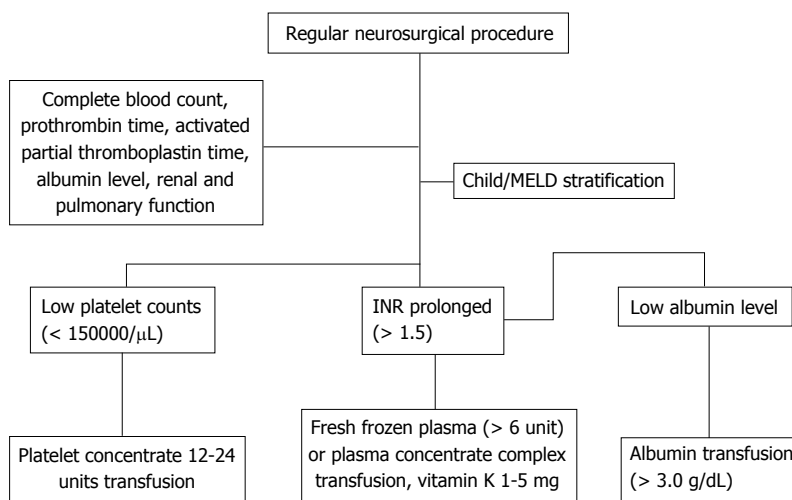 Regular neurosurgical procedure
Complete blood count,
prothrombin time, activated
partial thromboplastin time,
albumin level, renal and
pulmonary function
Child/MELD stratification
Low platelet counts
(< 150000/μL)
INR prolonged
(> 1.5)
Low albumin level
Platelet concentrate 12-24
units transfusion
Fresh frozen plasma (> 6 unit)
or plasma concentrate complex
transfusion, vitamin K 1-5 mg
Albumin transfusion
(> 3.0 g/dL)